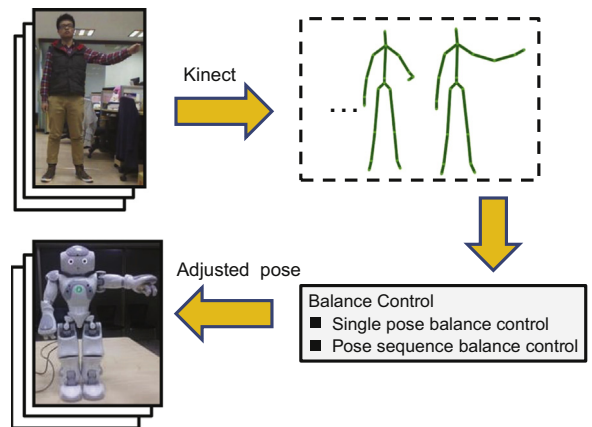 Kinect
...
Adjusted pose
Balance Control
■ Single pose balance control
■ Pose sequence balance control